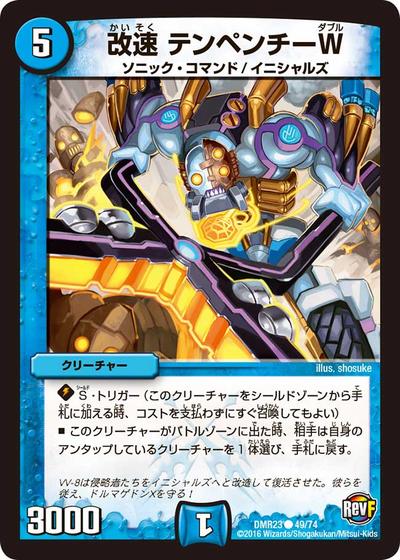 5
かいそく ダブル
改速 テンペンチーW
ソニック・コマンド / イニシャルズ
illus. shosuke
クリーチャー
シールド
S・トリガー (このクリーチャーをシールドゾーンから手
札に加える時、コストを支払わずにすぐ召喚してもよい)
■ このクリーチャーがバトルゾーンに出た時、相手は自身の
アンタップしているクリーチャーを1体選び、手札に戻す。
VV-8は侵略者たちをイニシャルズへと改造して復活させた。彼らを
従え、ドルマゲドンXを守る!
3000
1
DMR23 ● 49/74
©2016 Wizards/Shogakukan/Mitsui-Kids
RevF